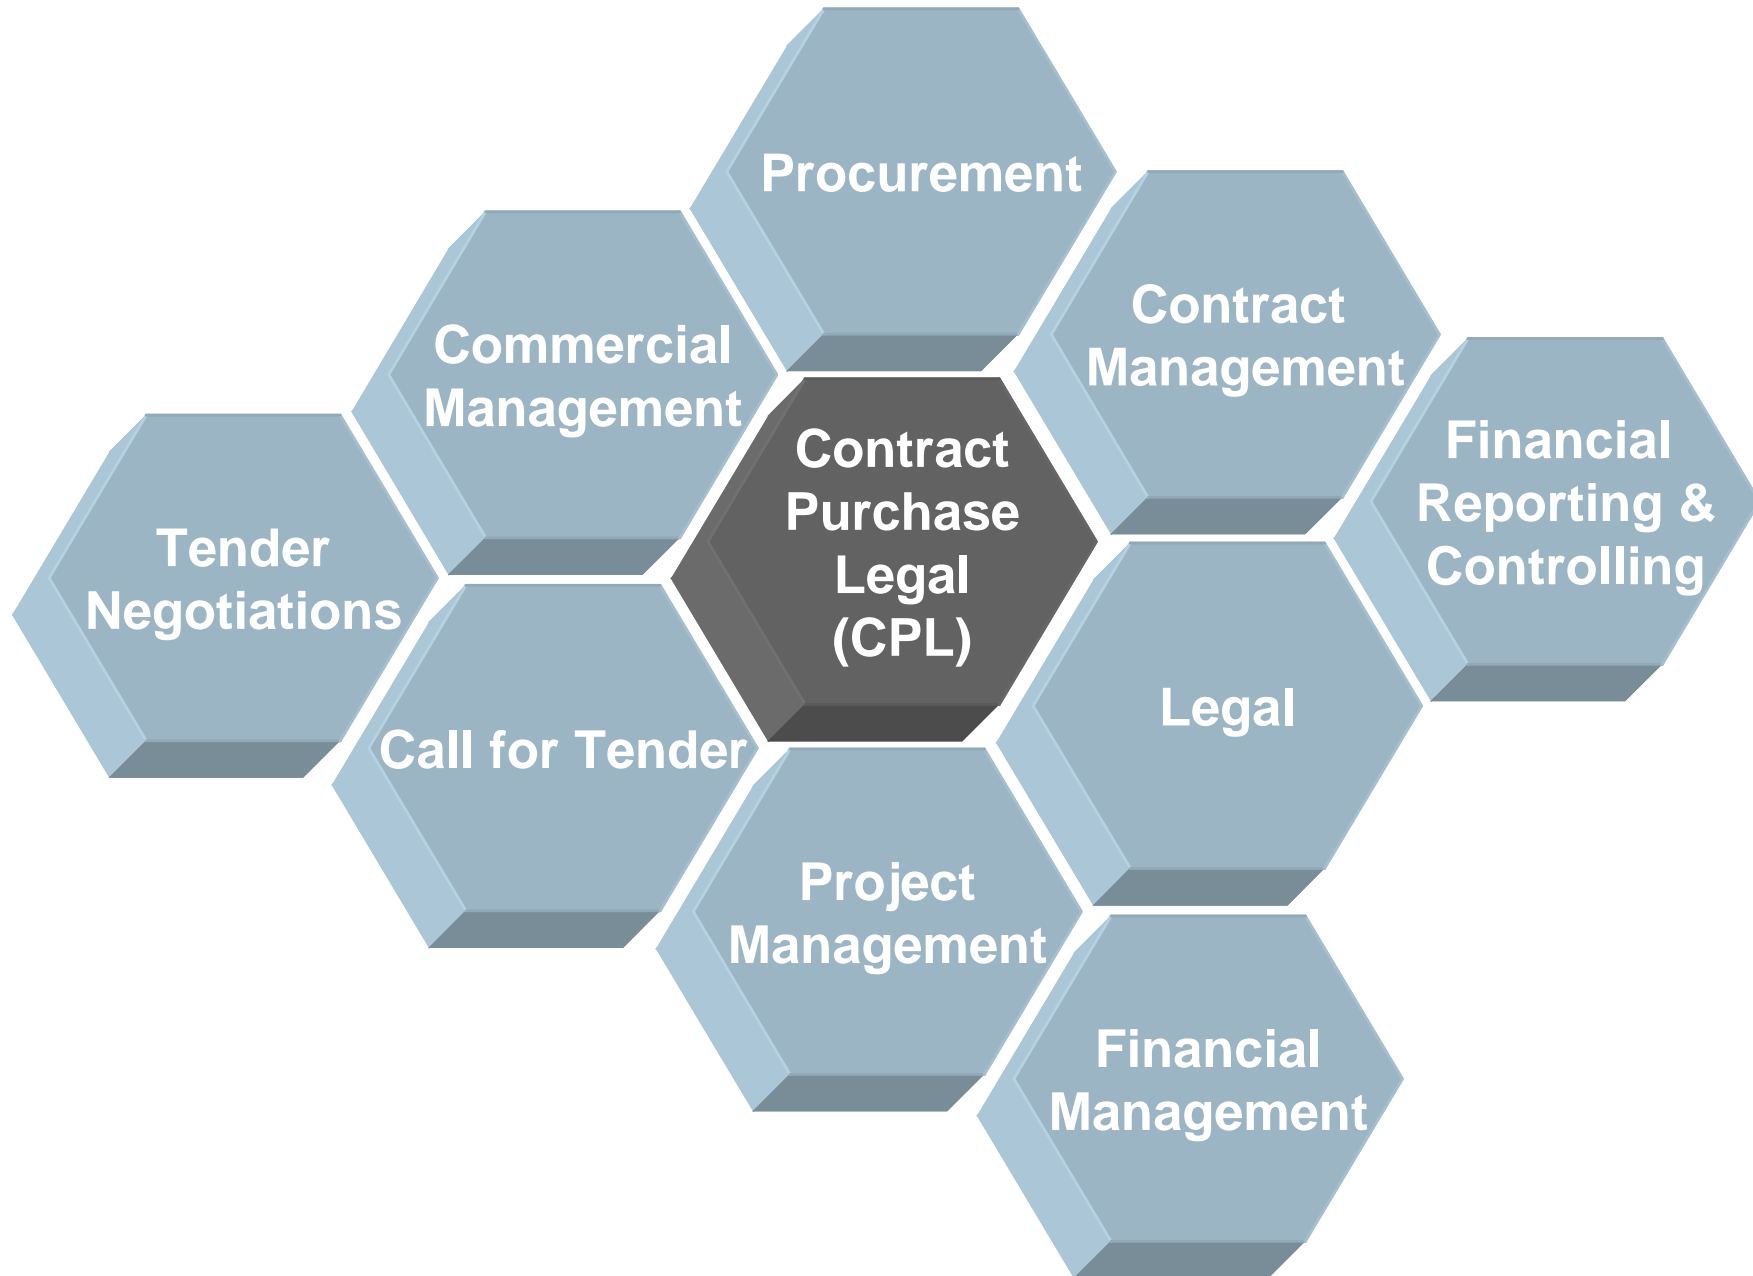 Procurement
Contract
Management
Commercial
Management
Financial
Reporting &
Controlling
Contract
Purchase
Legal
(CPL)
Tender
Negotiations
Legal
Call for Tender
Project
Management
Financial
Management